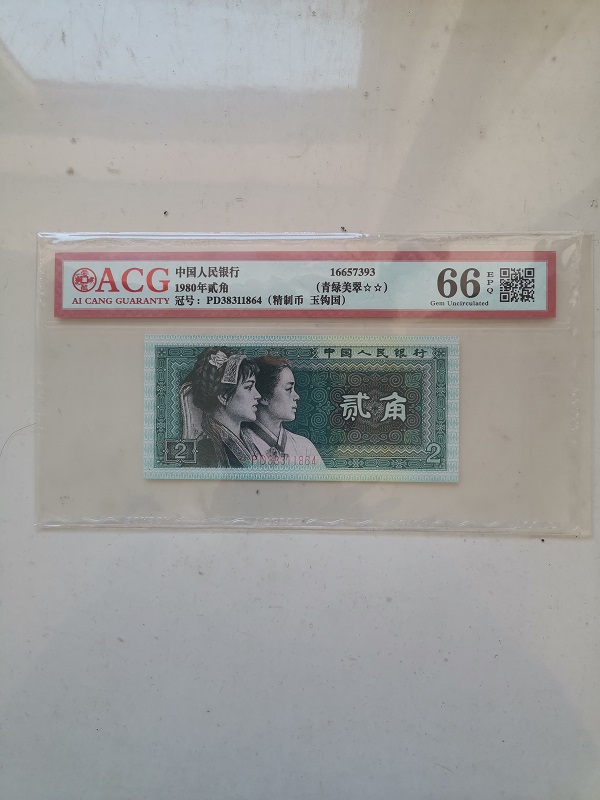 ACG
AI CANG GUARANTY
中国人民银行
1980年贰角
冠号：PD38311864（精制币 玉钩国）
16657393
（青绿美翠☆☆）
66
EPQ
Gem Uncirculated
中国人民银行
贰角
2
2
PD38311864